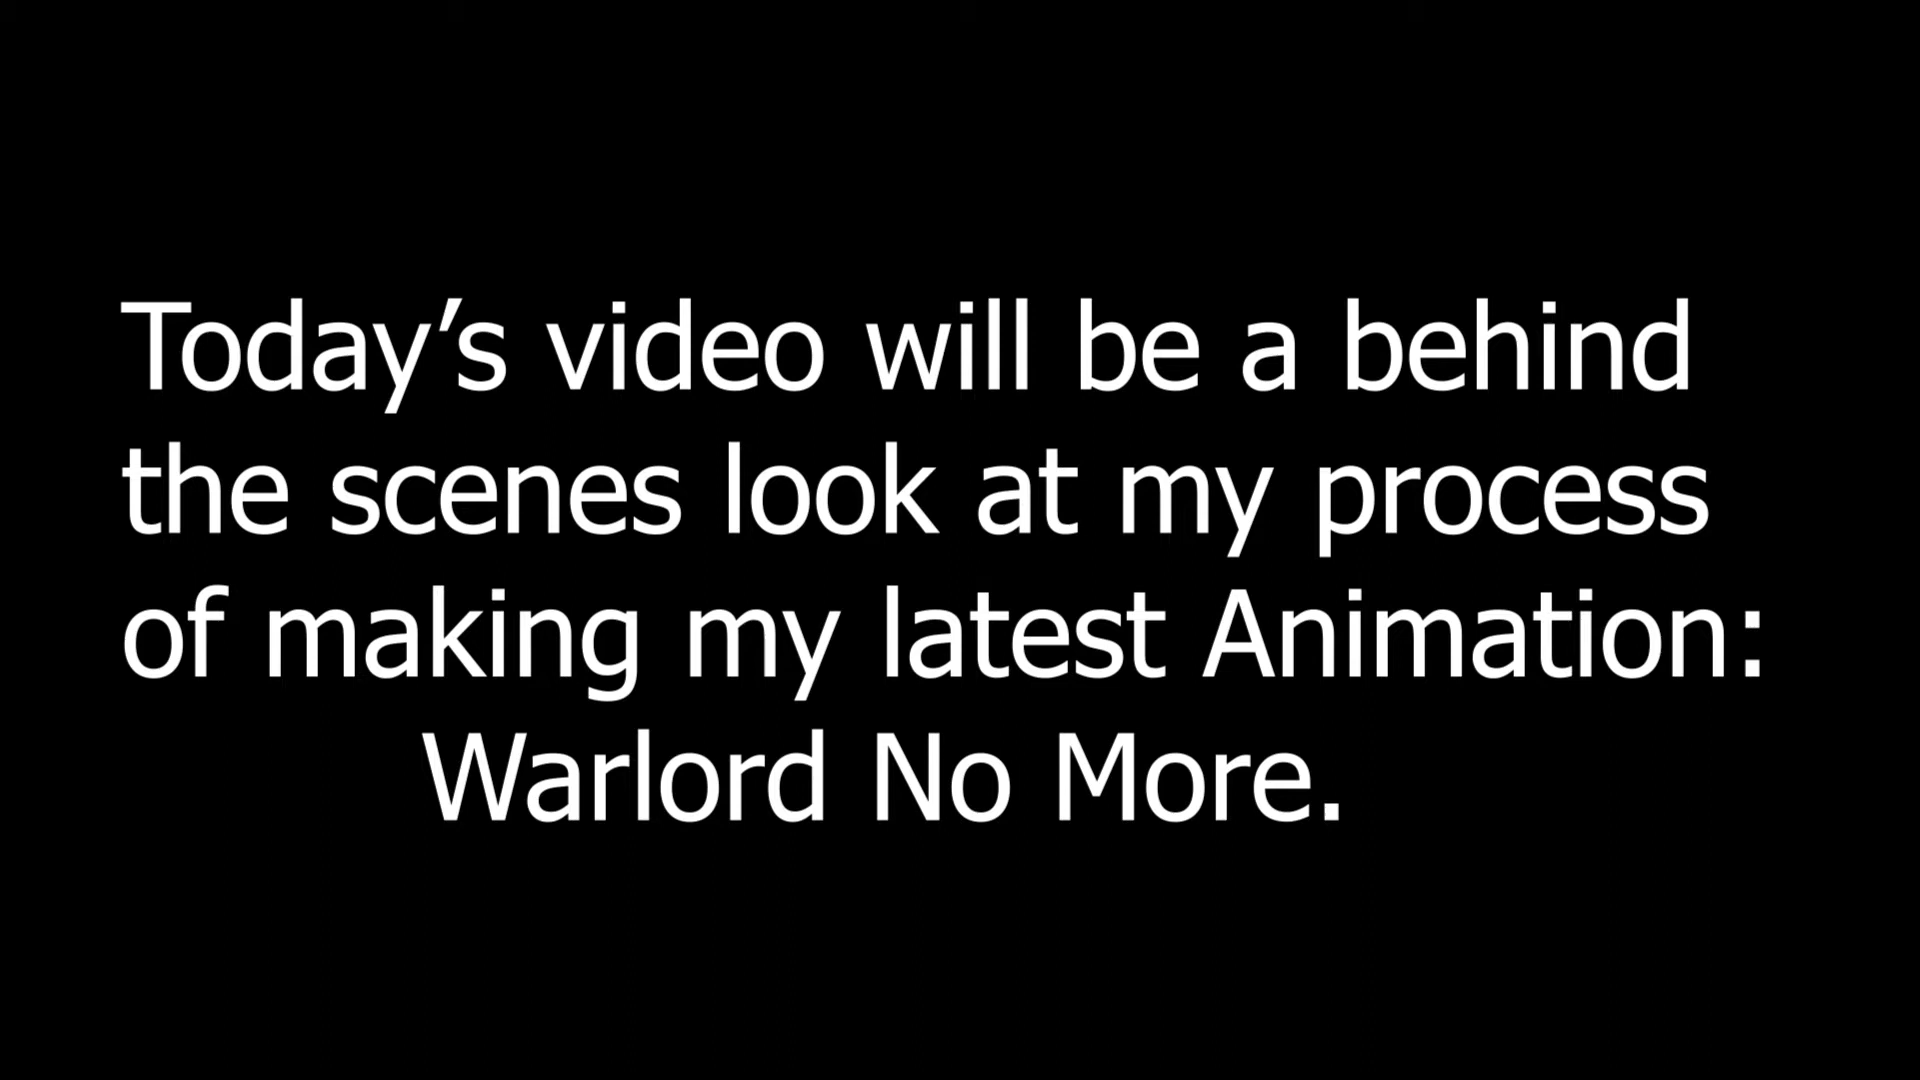 Today’s video will be a behind
the scenes look at my process
of making my latest Animation:
Warlord No More.